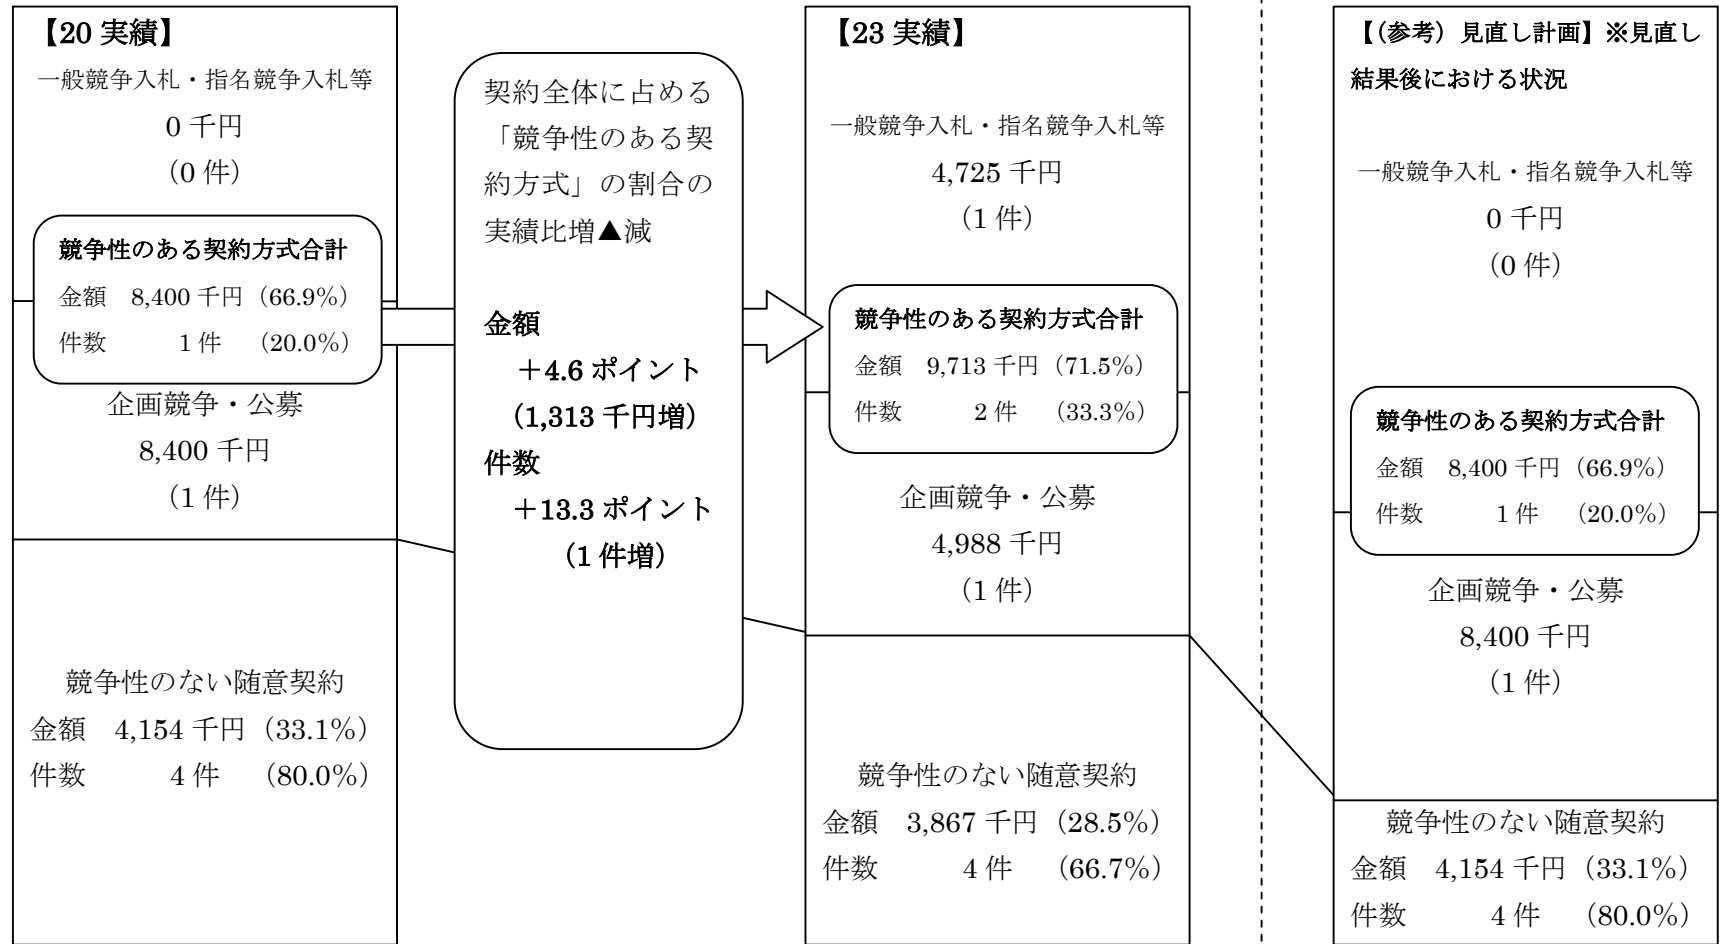 【20 実績】
一般競争入札・指名競争入札等
0 千円
（0 件）
競争性のある契約方式合計
金額 8,400 千円（66.9%）
件数 1 件 （20.0%）
企画競争・公募
8,400 千円
（1 件）
競争性のない随意契約
金額 4,154 千円（33.1%）
件数 4 件 （80.0%）
契約全体に占める
「競争性のある契
約方式」の割合の
実績比増▲減
金額
＋4.6 ポイント
（1,313 千円増）
件数
＋13.3 ポイント
（1 件増）
【23 実績】
一般競争入札・指名競争入札等
4,725 千円
（1 件）
競争性のある契約方式合計
金額 9,713 千円（71.5%）
件数 2 件 （33.3%）
企画競争・公募
4,988 千円
（1 件）
競争性のない随意契約
金額 3,867 千円（28.5%）
件数 4 件 （66.7%）
【（参考）見直し計画】※見直し
結果後における状況
一般競争入札・指名競争入札等
0 千円
（0 件）
競争性のある契約方式合計
金額 8,400 千円（66.9%）
件数 1 件 （20.0%）
企画競争・公募
8,400 千円
（1 件）
競争性のない随意契約
金額 4,154 千円（33.1%）
件数 4 件 （80.0%）